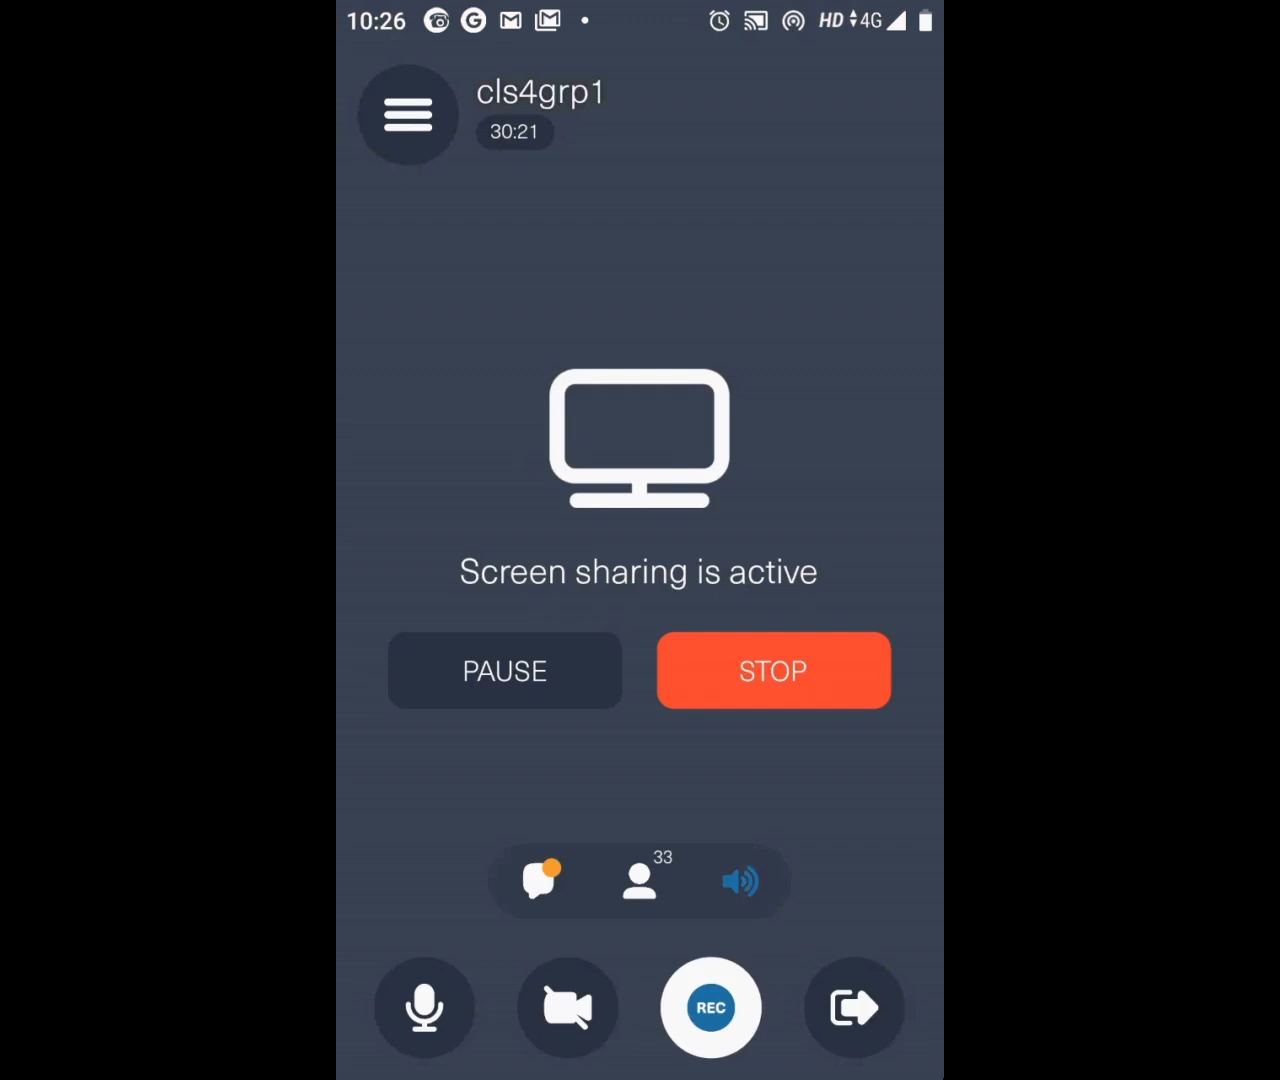 10:26 HD 4G
cls4grp1
30:21
Screen sharing is active
PAUSE STOP
33
REC